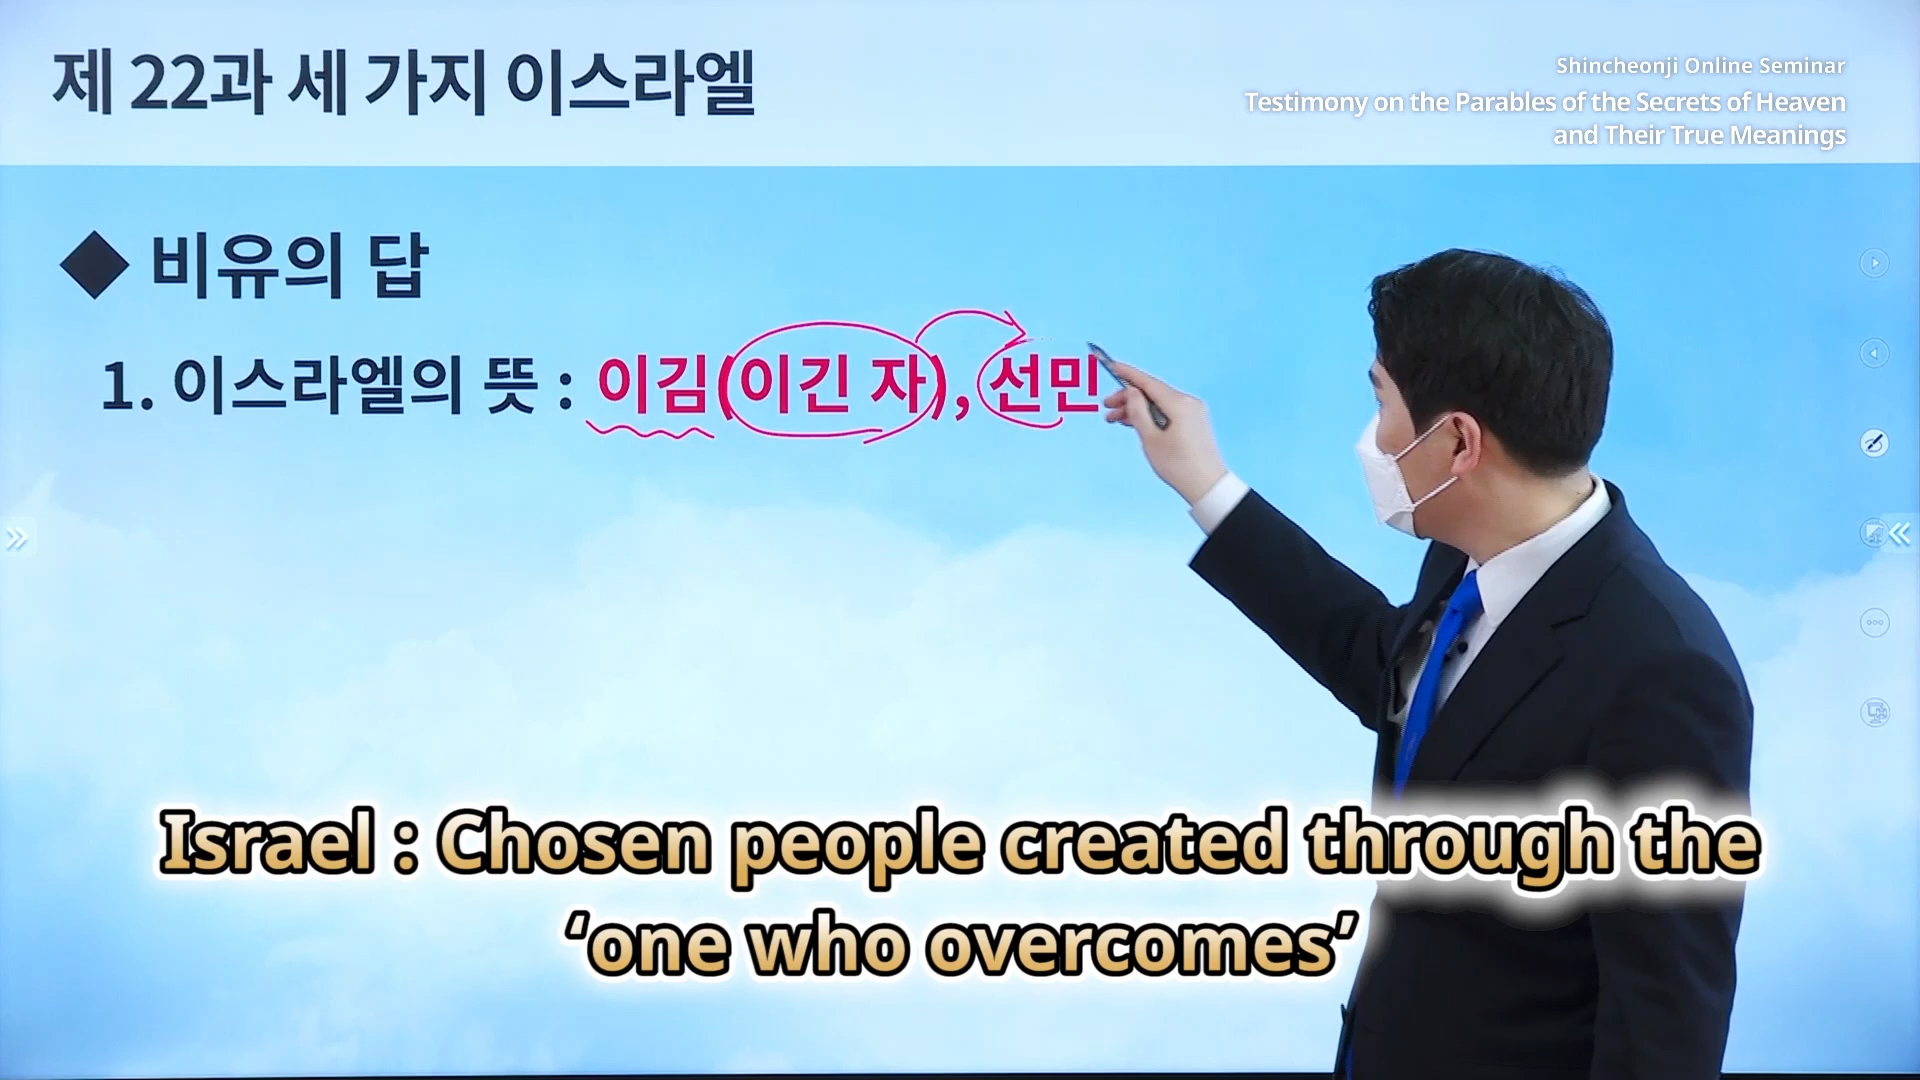 제 22과 세 가지 이스라엘
Shincheonji Online Seminar
Testimony on the Parables of the Secrets of Heaven
and Their True Meanings
◆ 비유의 답
1. 이스라엘의 뜻 : 이김(이긴 자), 선민
Israel : Chosen people created through the
‘one who overcomes’